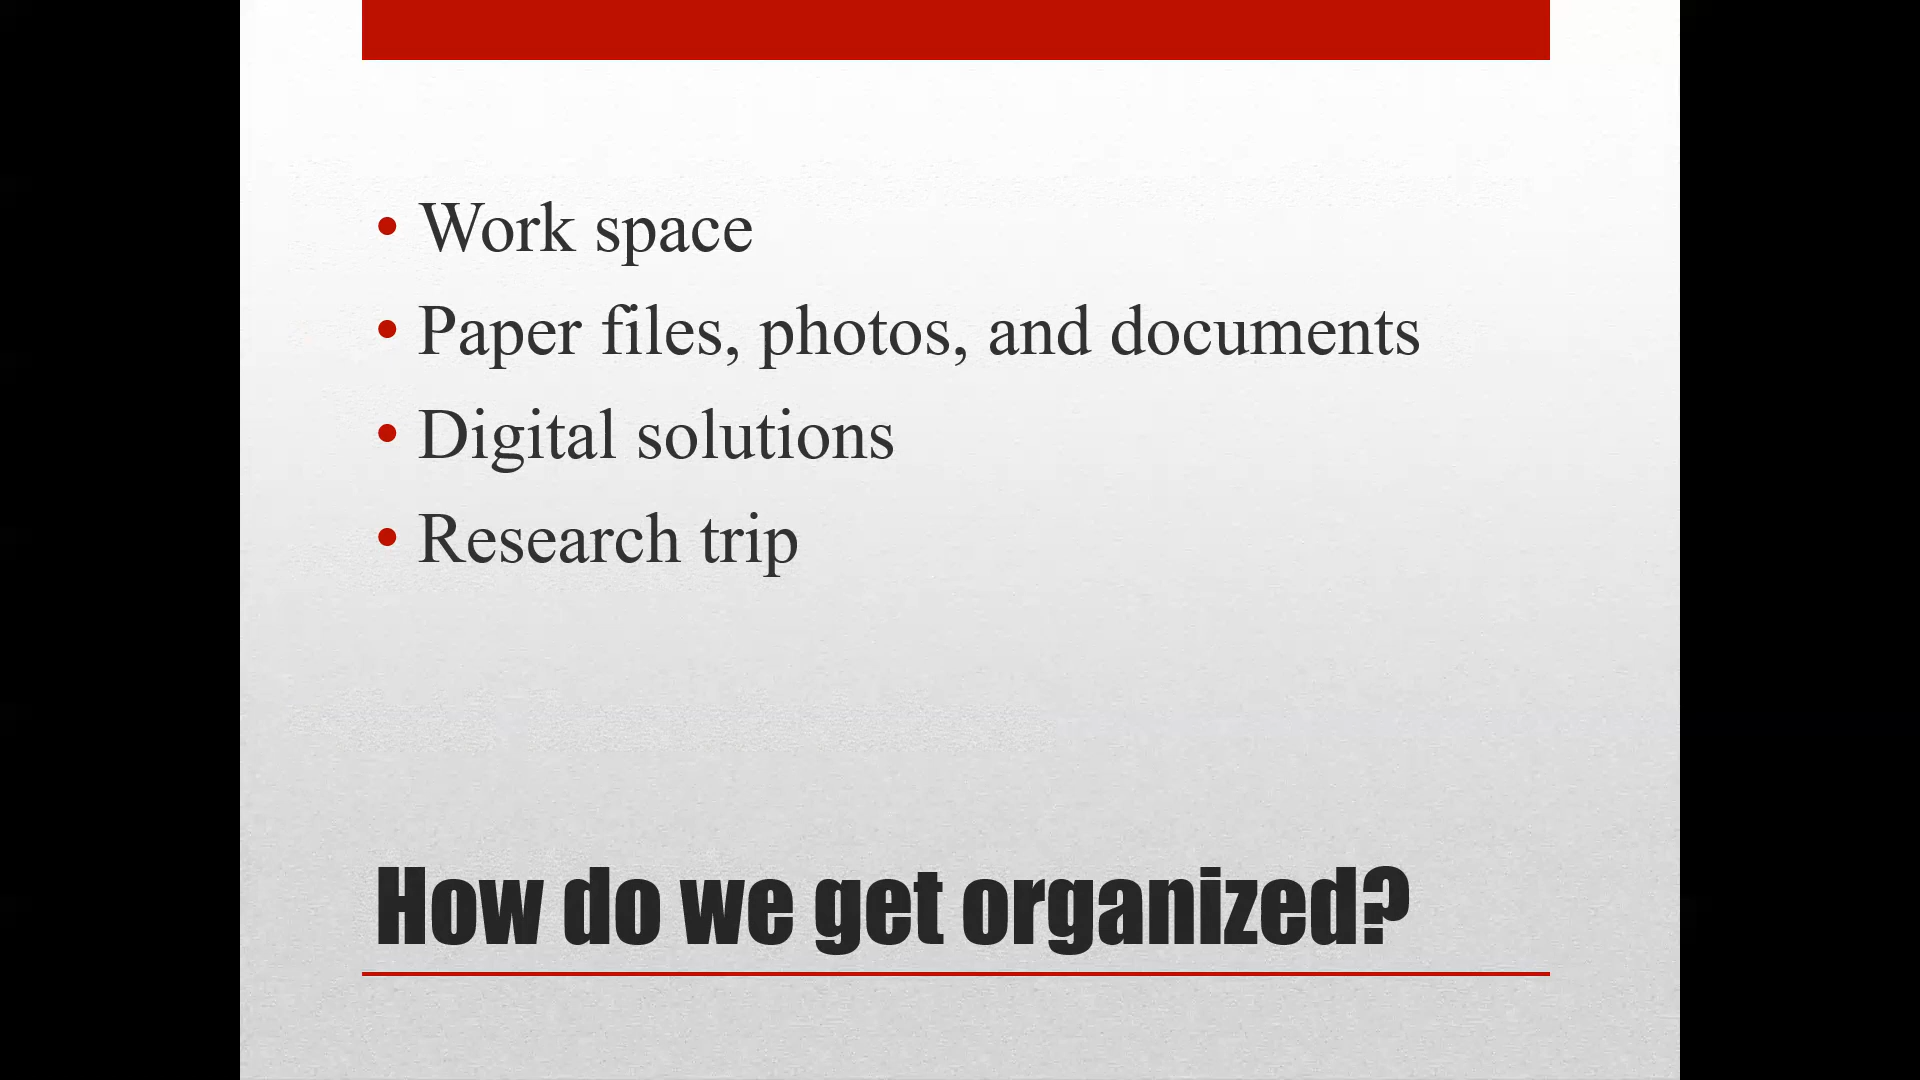 • Work space
• Paper files, photos, and documents
• Digital solutions
• Research trip
How do we get organized?